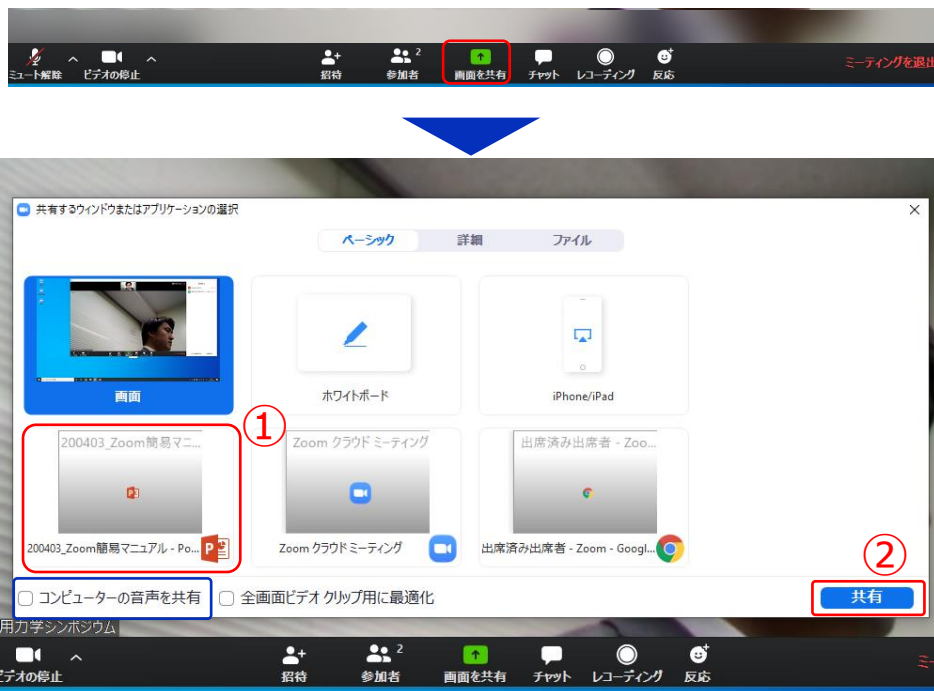 ミュート解除 ビデオの停止 招待 参加者 2 画面を共有 チャット レコーディング 反応 ミーティングを退出
共有するウィンドウまたはアプリケーションの選択
ベーシック 詳細 ファイル
画面 ホワイトボード iPhone/iPad
①
200403_Zoom簡易マニ... Zoom クラウド ミーティング 出席済み出席者 - Zoo...
200403_Zoom簡易マニュアル - Po... Zoom クラウド ミーティング 出席済み出席者 - Zoom - Googl...
②
コンピューターの音声を共有 全画面ビデオ クリップ用に最適化 共有
用力学シンポジウム
ビデオの停止 招待 参加者 2 画面を共有 チャット レコーディング 反応 ミー